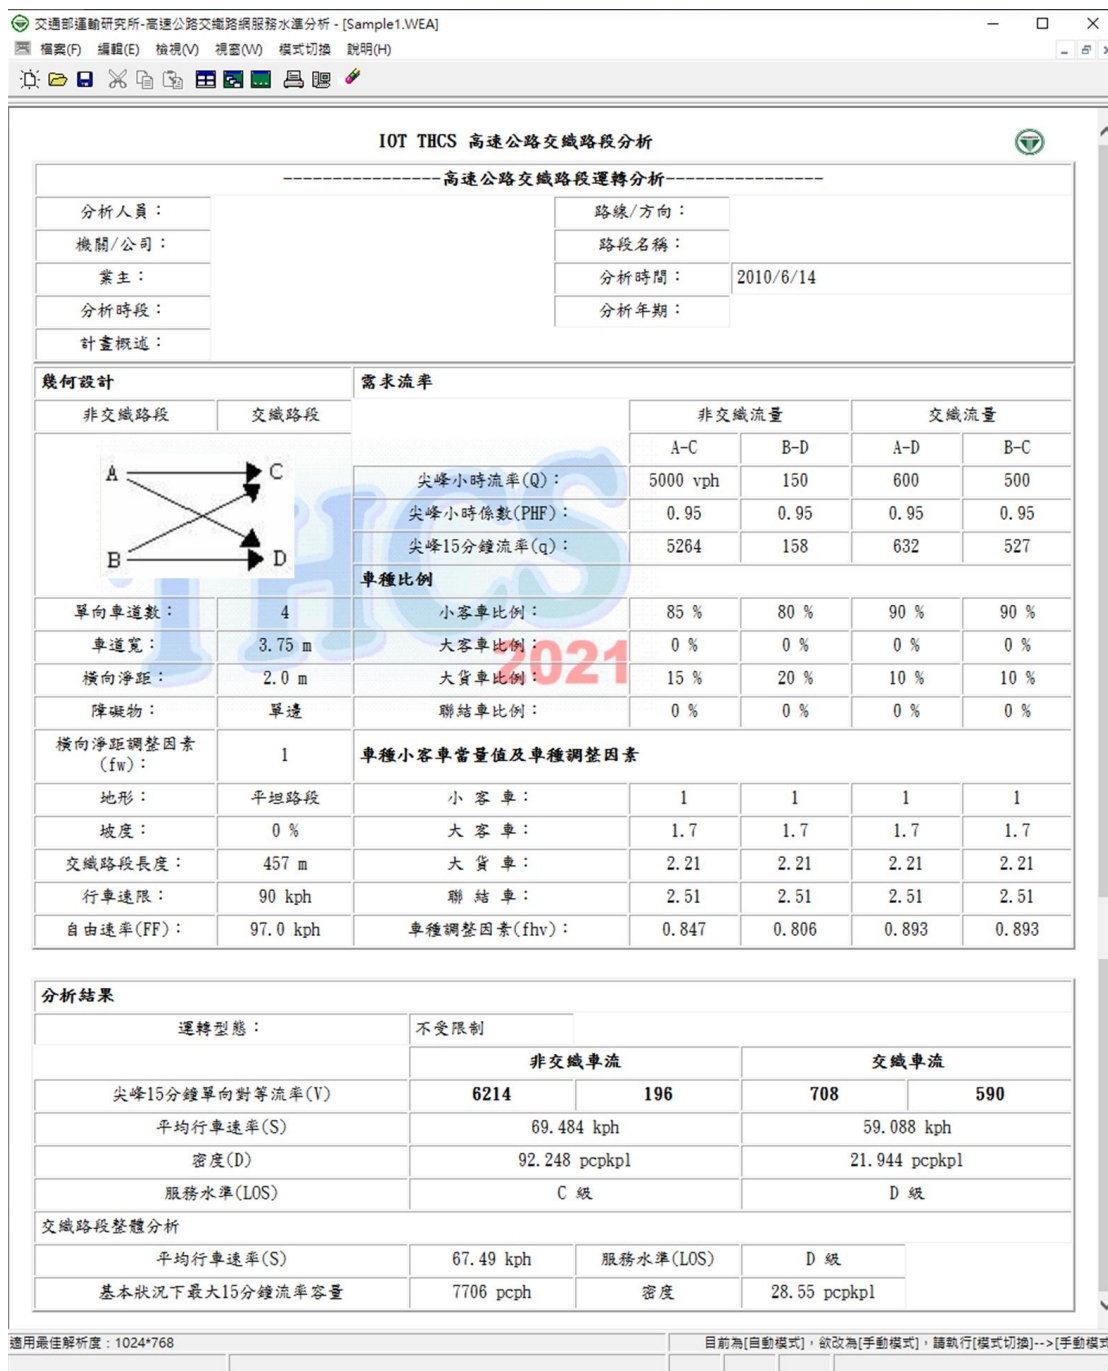 交通部運輸研究所-高速公路交織路網服務水準分析 - [Sample1.WEA]
檔案(F) 編輯(E) 檢視(V) 視窗(W) 模式切換 說明(H)
IOT THCS 高速公路交織路段分析
----------------高速公路交織路段運轉分析----------------
分析人員： 路線/方向：
機關/公司： 路段名稱：
業主： 分析時間： 2010/6/14
分析時段： 分析年期：
計畫概述：
幾何設計 需求流率
非交織路段 交織路段 非交織流量 交織流量
A-C B-D A-D B-C
A C
B D
尖峰小時流率(Q)： 5000 vph 150 600 500
尖峰小時係數(PHF)： 0.95 0.95 0.95 0.95
尖峰15分鐘流率(q)： 5264 158 632 527
車種比例
THCS
2021
單向車道數： 4 小客車比例： 85 % 80 % 90 % 90 %
車道寬： 3.75 m 大客車比例： 0 % 0 % 0 % 0 %
橫向淨距： 2.0 m 大貨車比例： 15 % 20 % 10 % 10 %
障礙物： 單邊 聯結車比例： 0 % 0 % 0 % 0 %
橫向淨距調整因素(fw)： 1 車種小客車當量值及車種調整因素
地形： 平坦路段 小 客 車： 1 1 1 1
坡度： 0 % 大 客 車： 1.7 1.7 1.7 1.7
交織路段長度： 457 m 大 貨 車： 2.21 2.21 2.21 2.21
行車速限： 90 kph 聯 結 車： 2.51 2.51 2.51 2.51
自由速率(FF)： 97.0 kph 車種調整因素(fhv)： 0.847 0.806 0.893 0.893
分析結果
運轉型態： 不受限制
非交織車流 交織車流
尖峰15分鐘單向對等流率(V) 6214 196 708 590
平均行車速率(S) 69.484 kph 59.088 kph
密度(D) 92.248 pcpkpl 21.944 pcpkpl
服務水準(LOS) C 級 D 級
交織路段整體分析
平均行車速率(S) 67.49 kph 服務水準(LOS) D 級
基本狀況下最大15分鐘流率容量 7706 pcph 密度 28.55 pcpkpl
適用最佳解析度：1024*768 目前為[自動模式]，欲改為[手動模式]，請執行[模式切換]-->[手動模式